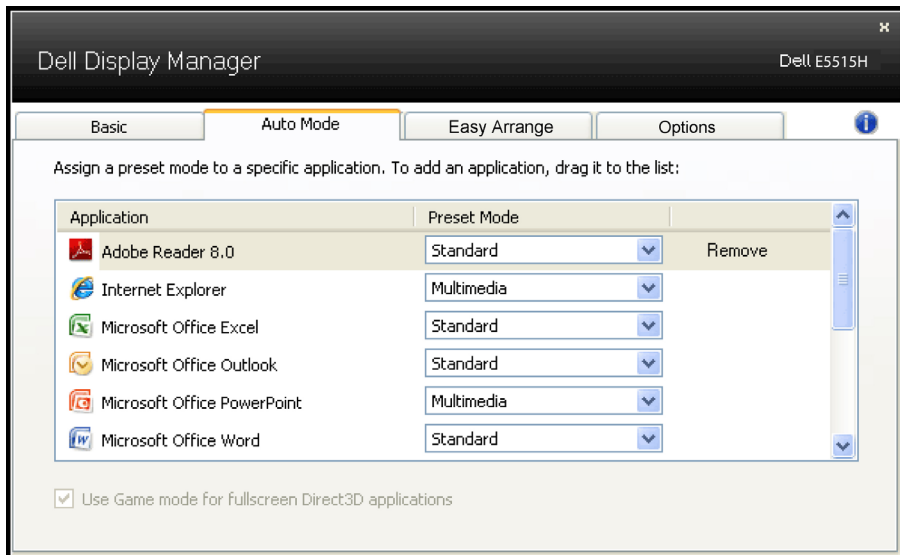 x
Dell Display Manager
Dell E5515H
Basic
Auto Mode
Easy Arrange
Options
i
Assign a preset mode to a specific application. To add an application, drag it to the list:
Application Preset Mode
Adobe Reader 8.0 Standard Remove
Internet Explorer Multimedia
Microsoft Office Excel Standard
Microsoft Office Outlook Standard
Microsoft Office PowerPoint Multimedia
Microsoft Office Word Standard
Use Game mode for fullscreen Direct3D applications